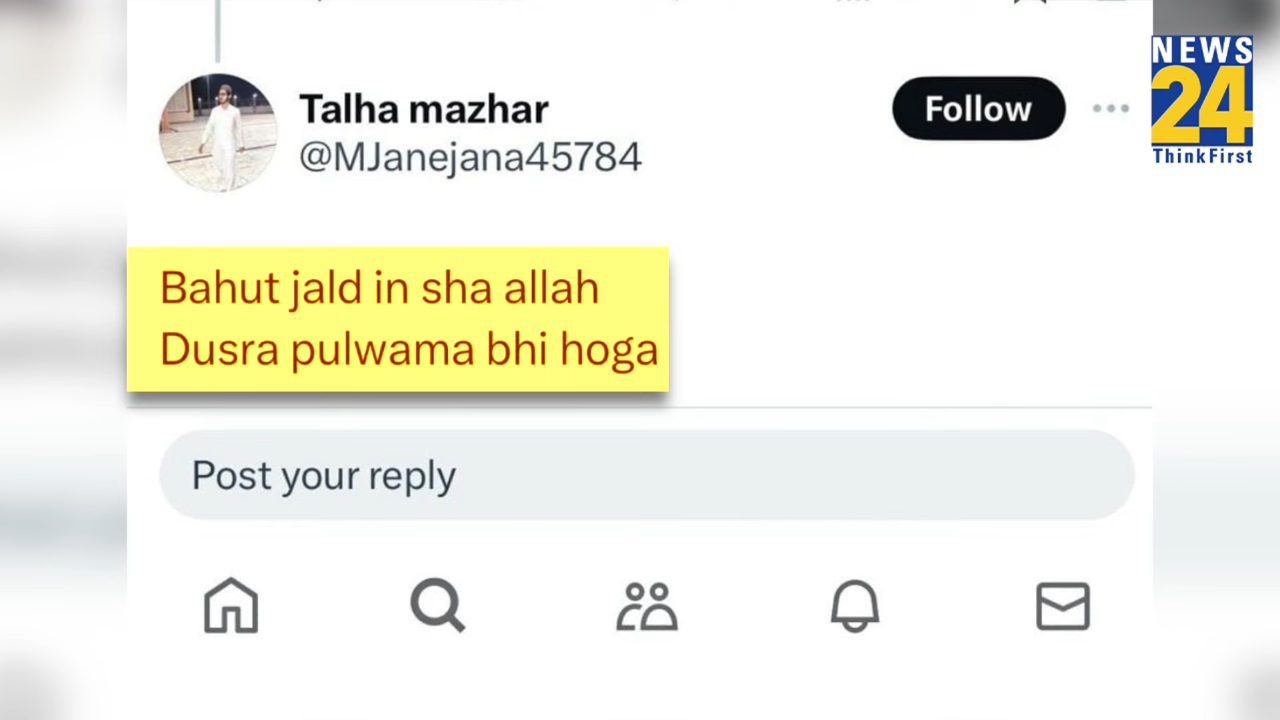 Talha mazhar
Follow
@MJanejana45784
NEWS
24
ThinkFirst
Bahut jald in sha allah
Dusra pulwama bhi hoga
Post your reply